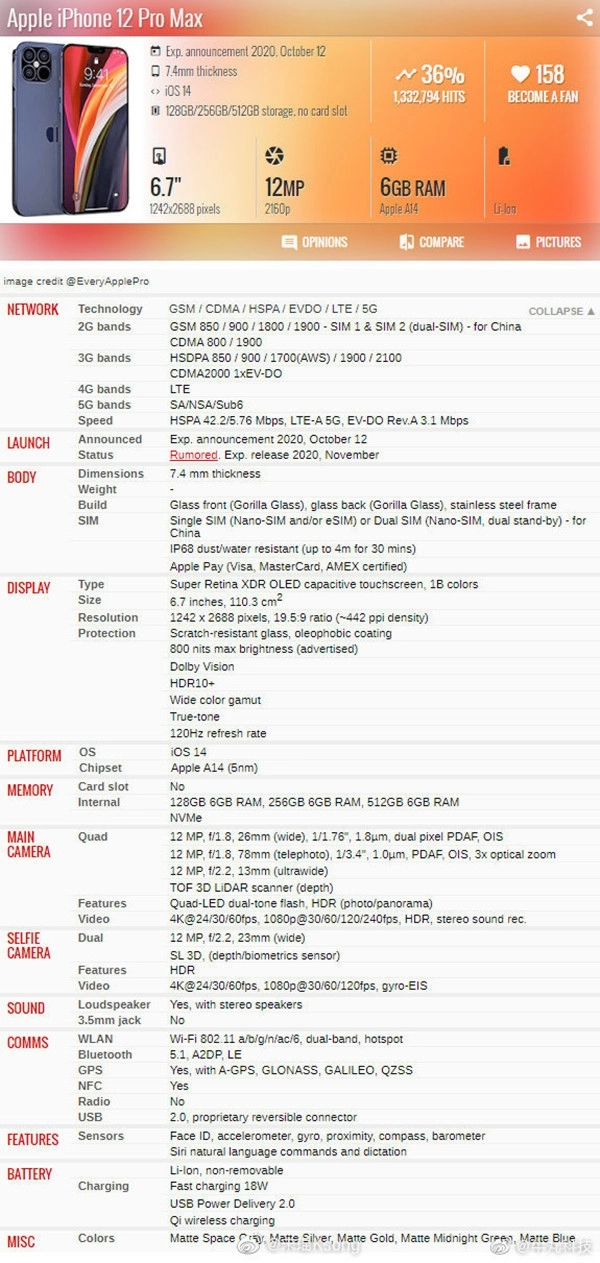 Apple iPhone 12 Pro Max
Exp. announcement 2020, October 12
7.4mm thickness
iOS 14
128GB/256GB/512GB storage, no card slot
36%
1,332,794 HITS
158
BECOME A FAN
9:41
6.7"
1242x2688 pixels
12MP
2160p
6GB RAM
Apple A14
Li-Ion
OPINIONS
COMPARE
PICTURES
image credit @EveryApplePro
NETWORK Technology GSM / CDMA / HSPA / EVDO / LTE / 5G COLLAPSE ▲
2G bands GSM 850 / 900 / 1800 / 1900 - SIM 1 & SIM 2 (dual-SIM) - for China
CDMA 800 / 1900
3G bands HSDPA 850 / 900 / 1700(AWS) / 1900 / 2100
CDMA2000 1xEV-DO
4G bands LTE
5G bands SA/NSA/Sub6
Speed HSPA 42.2/5.76 Mbps, LTE-A 5G, EV-DO Rev.A 3.1 Mbps
LAUNCH Announced Exp. announcement 2020, October 12
Status Rumored. Exp. release 2020, November
BODY Dimensions 7.4 mm thickness
Weight -
Build Glass front (Gorilla Glass), glass back (Gorilla Glass), stainless steel frame
SIM Single SIM (Nano-SIM and/or eSIM) or Dual SIM (Nano-SIM, dual stand-by) - for
China
IP68 dust/water resistant (up to 4m for 30 mins)
Apple Pay (Visa, MasterCard, AMEX certified)
DISPLAY Type Super Retina XDR OLED capacitive touchscreen, 1B colors
Size 6.7 inches, 110.3 cm²
Resolution 1242 x 2688 pixels, 19.5:9 ratio (~442 ppi density)
Protection Scratch-resistant glass, oleophobic coating
800 nits max brightness (advertised)
Dolby Vision
HDR10+
Wide color gamut
True-tone
120Hz refresh rate
PLATFORM OS iOS 14
Chipset Apple A14 (5nm)
MEMORY Card slot No
Internal 128GB 6GB RAM, 256GB 6GB RAM, 512GB 6GB RAM
NVMe
MAIN CAMERA Quad 12 MP, f/1.8, 26mm (wide), 1/1.76", 1.8µm, dual pixel PDAF, OIS
12 MP, f/1.8, 78mm (telephoto), 1/3.4", 1.0µm, PDAF, OIS, 3x optical zoom
12 MP, f/2.2, 13mm (ultrawide)
TOF 3D LiDAR scanner (depth)
Features Quad-LED dual-tone flash, HDR (photo/panorama)
Video 4K@24/30/60fps, 1080p@30/60/120/240fps, HDR, stereo sound rec.
SELFIE CAMERA Dual 12 MP, f/2.2, 23mm (wide)
SL 3D, (depth/biometrics sensor)
Features HDR
Video 4K@24/30/60fps, 1080p@30/60/120fps, gyro-EIS
SOUND Loudspeaker Yes, with stereo speakers
3.5mm jack No
COMMS WLAN Wi-Fi 802.11 a/b/g/n/ac/6, dual-band, hotspot
Bluetooth 5.1, A2DP, LE
GPS Yes, with A-GPS, GLONASS, GALILEO, QZSS
NFC Yes
Radio No
USB 2.0, proprietary reversible connector
FEATURES Sensors Face ID, accelerometer, gyro, proximity, compass, barometer
Siri natural language commands and dictation
BATTERY Li-Ion, non-removable
Charging Fast charging 18W
USB Power Delivery 2.0
Qi wireless charging
MISC Colors Matte Space Gray, Matte Silver, Matte Gold, Matte Midnight Green, Matte Blue